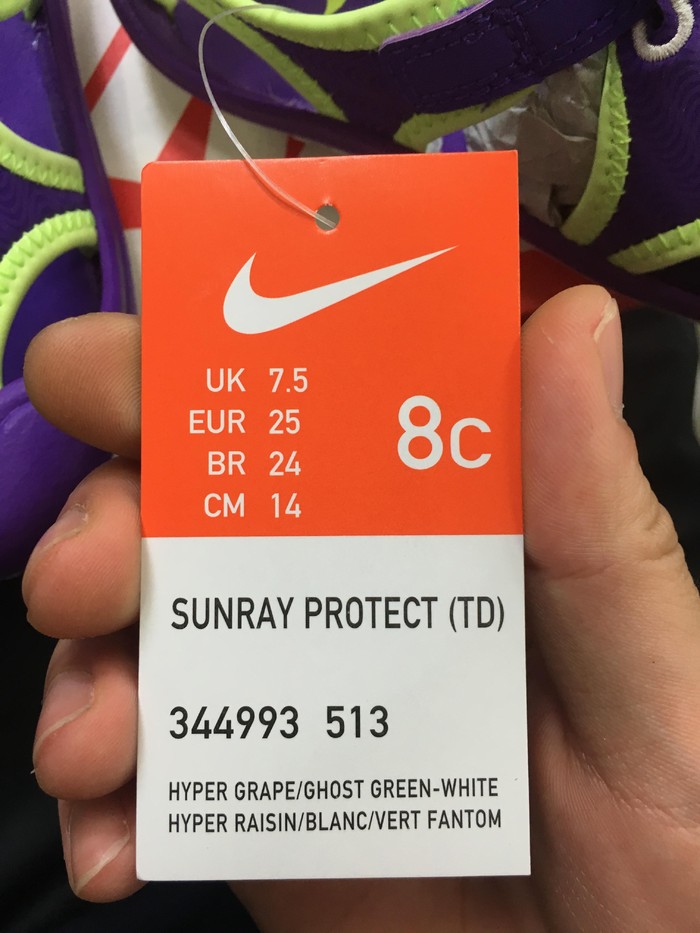 UK 7.5
EUR 25
BR 24
CM 14
8C
SUNRAY PROTECT (TD)
344993 513
HYPER GRAPE/GHOST GREEN-WHITE
HYPER RAISIN/BLANC/VERT FANTOM